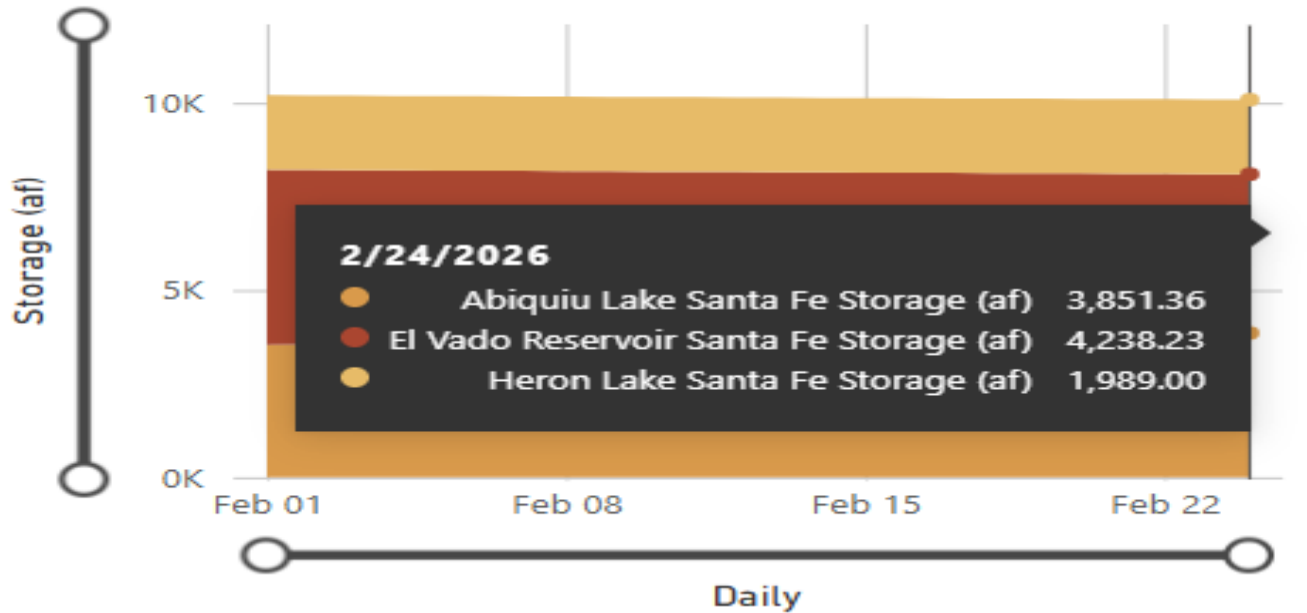 Storage (af)
10K
5K
0K
2/24/2026
Abiquiu Lake Santa Fe Storage (af) 3,851.36
El Vado Reservoir Santa Fe Storage (af) 4,238.23
Heron Lake Santa Fe Storage (af) 1,989.00
Feb 01 Feb 08 Feb 15 Feb 22
Daily